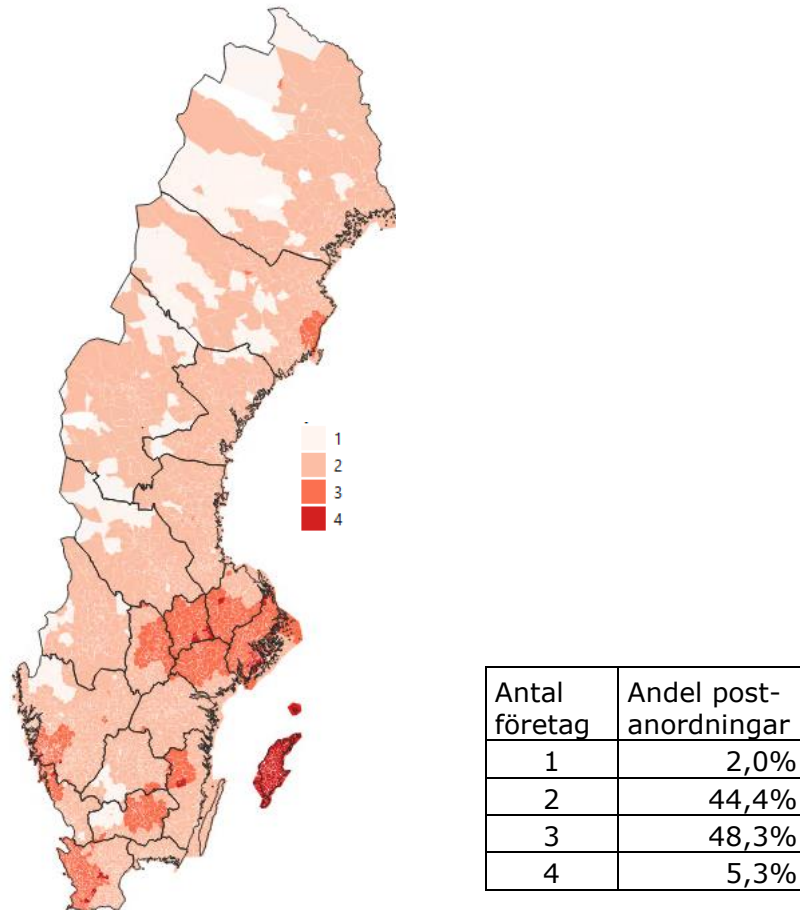 1
2
3
4
Antal
företag
Andel post-
anordningar
1 2,0%
2 44,4%
3 48,3%
4 5,3%